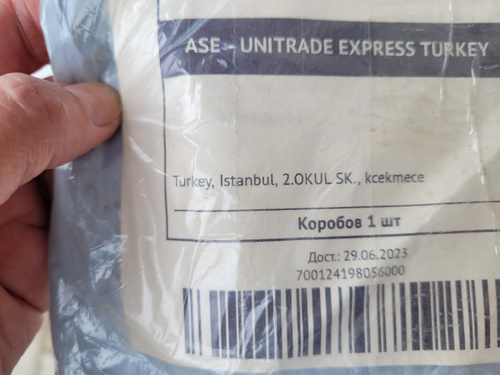 ASE - UNITRADE EXPRESS TURKEY
Turkey, Istanbul, 2.OKUL SK., kcekmece
Коробов 1 шт
Дост.: 29.06.2023
700124198056000